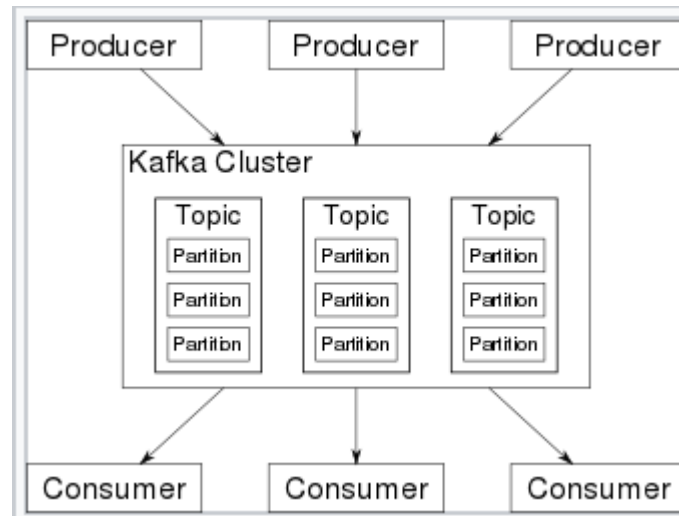 Producer Producer Producer
Kafka Cluster
Topic Topic Topic
Partition Partition Partition
Partition Partition Partition
Partition Partition Partition
Consumer Consumer Consumer